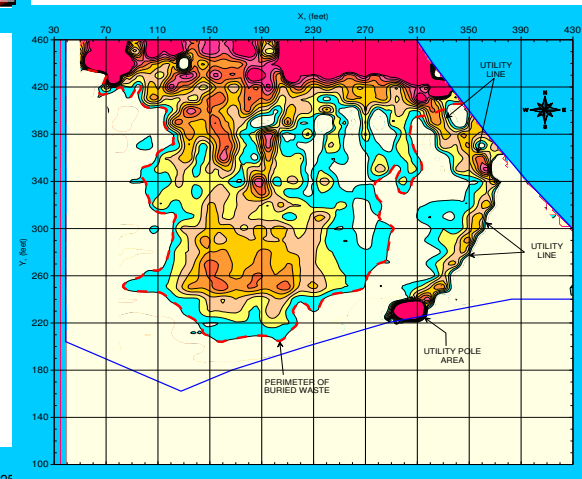 X, (feet)
30 70 110 150 190 230 270 310 350 390 430
460
420
380
340
300
260
220
180
140
100
Y, (feet)
UTILITY
LINE
N
W E
S
UTILITY
LINE
UTILITY POLE
AREA
PERIMETER OF
BURIED WASTE